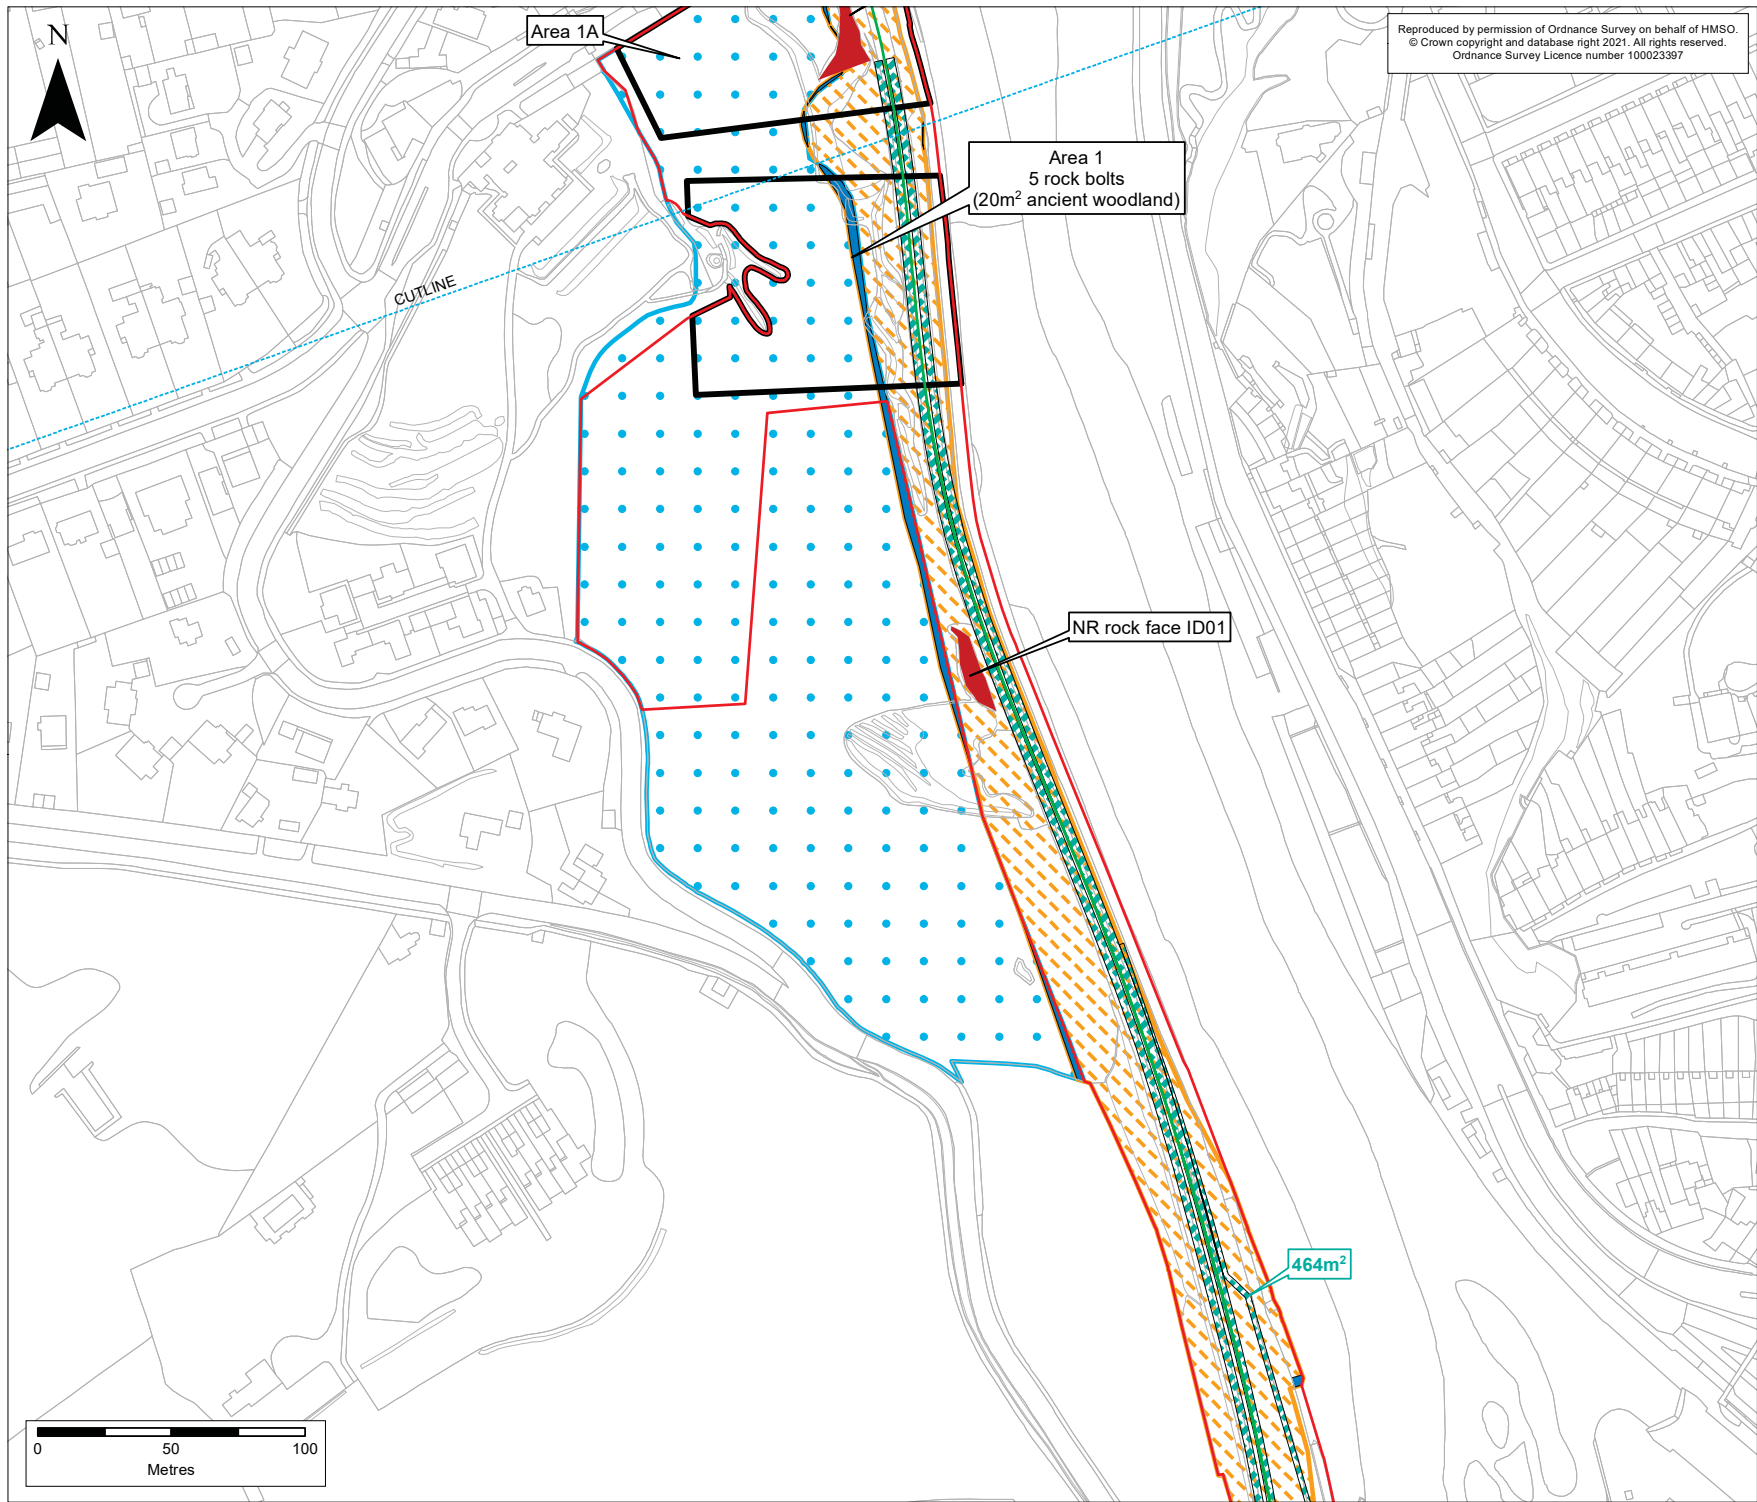 N
Area 1A
Reproduced by permission of Ordnance Survey on behalf of HMSO.
© Crown copyright and database right 2021. All rights reserved.
Ordnance Survey Licence number 100023397
Area 1
5 rock bolts
(20m² ancient woodland)
CUTLINE
NR rock face ID01
464m²
0 50 100
Metres